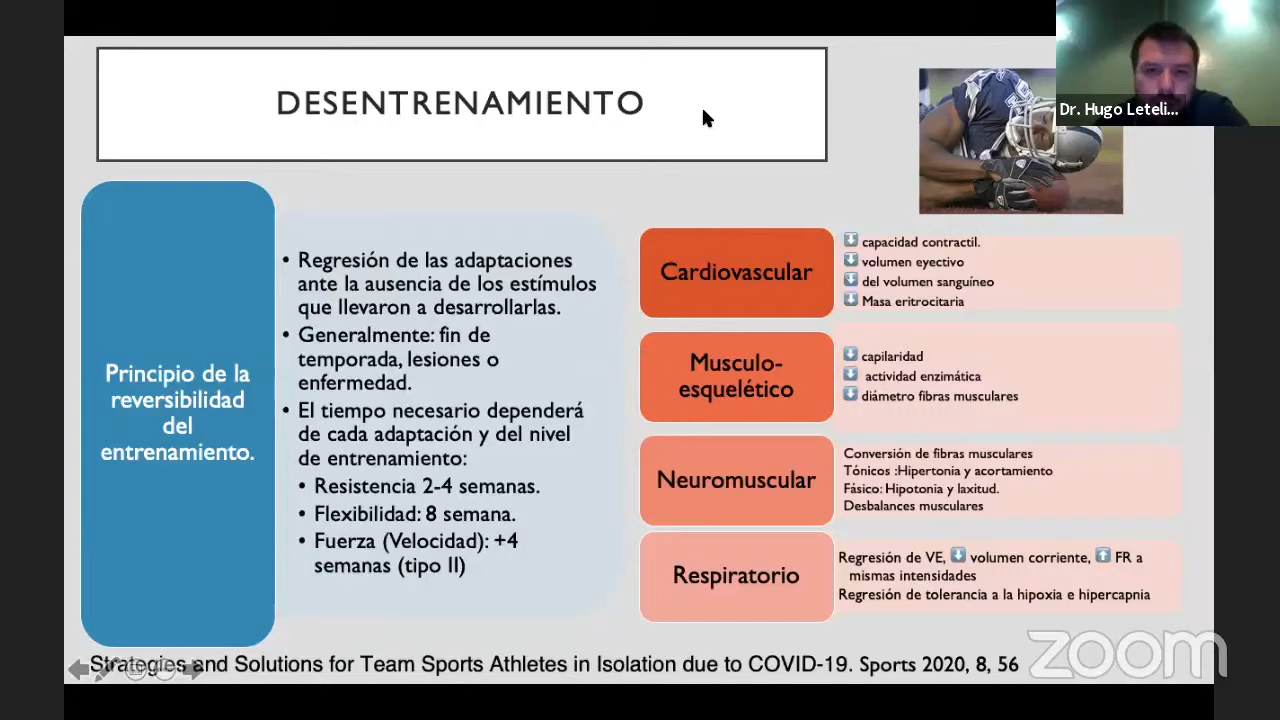 DESENTRENAMIENTO
Dr. Hugo Leteli...
Principio de la
reversibilidad
del
entrenamiento.
• Regresión de las adaptaciones
ante la ausencia de los estímulos
que llevaron a desarrollarlas.
• Generalmente: fin de
temporada, lesiones o
enfermedad.
• El tiempo necesario dependerá
de cada adaptación y del nivel
de entrenamiento:
• Resistencia 2-4 semanas.
• Flexibilidad: 8 semana.
• Fuerza (Velocidad): +4
semanas (tipo II)
Cardiovascular
⬇ capacidad contractil.
⬇ volumen eyectivo
⬇ del volumen sanguíneo
⬇ Masa eritrocitaria
Musculo-
esquelético
⬇ capilaridad
⬇ actividad enzimática
⬇ diámetro fibras musculares
Neuromuscular
Conversión de fibras musculares
Tónicos :Hipertonia y acortamiento
Fásico: Hipotonia y laxitud.
Desbalances musculares
Respiratorio
Regresión de VE, ⬇ volumen corriente, ⬆ FR a
mismas intensidades
Regresión de tolerancia a la hipoxia e hipercapnia
Strategies and Solutions for Team Sports Athletes in Isolation due to COVID-19. Sports 2020, 8, 56
zoom